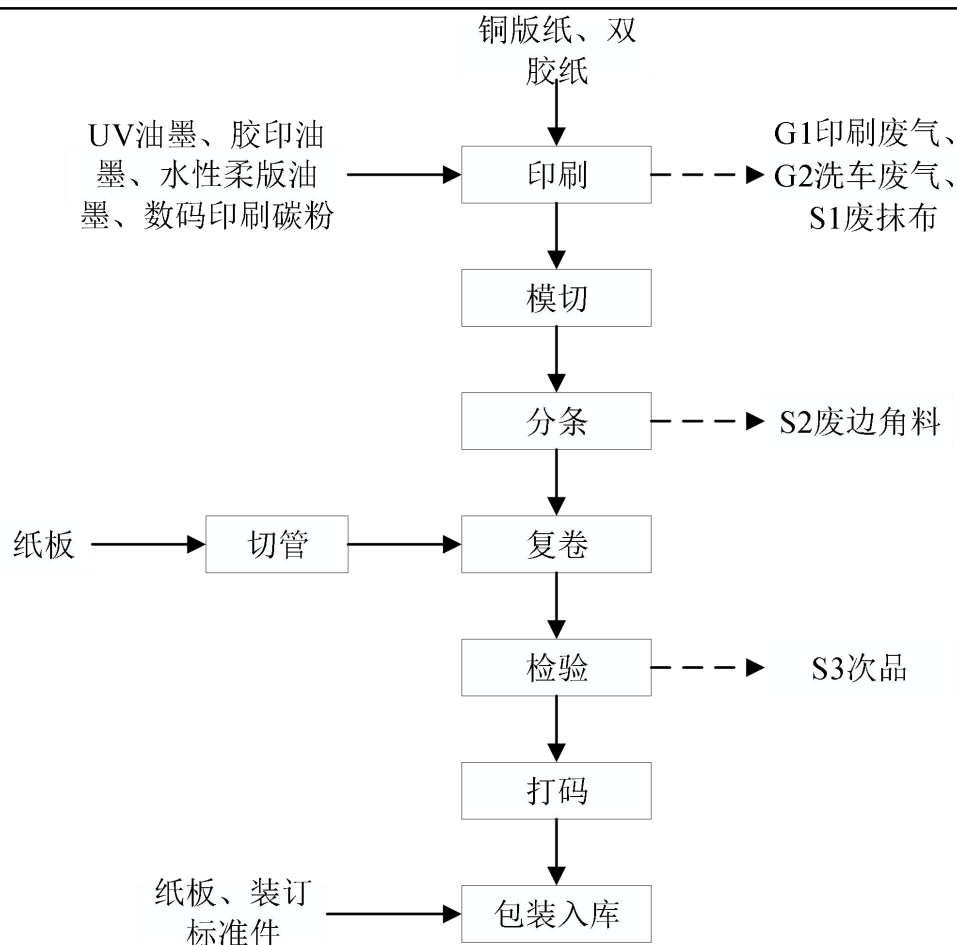 铜版纸、双
胶纸
UV油墨、胶印油
墨、水性柔版油
墨、数码印刷碳粉
印刷
G1印刷废气、
G2洗车废气、
S1废抹布
模切
分条
S2废边角料
纸板
切管
复卷
检验
S3次品
打码
纸板、装订
标准件
包装入库